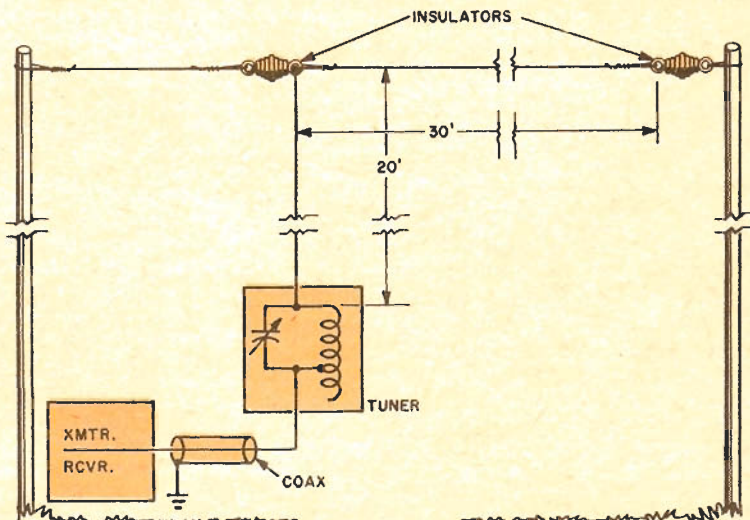 INSULATORS
30'
20'
TUNER
XMTR.
RCVR.
COAX